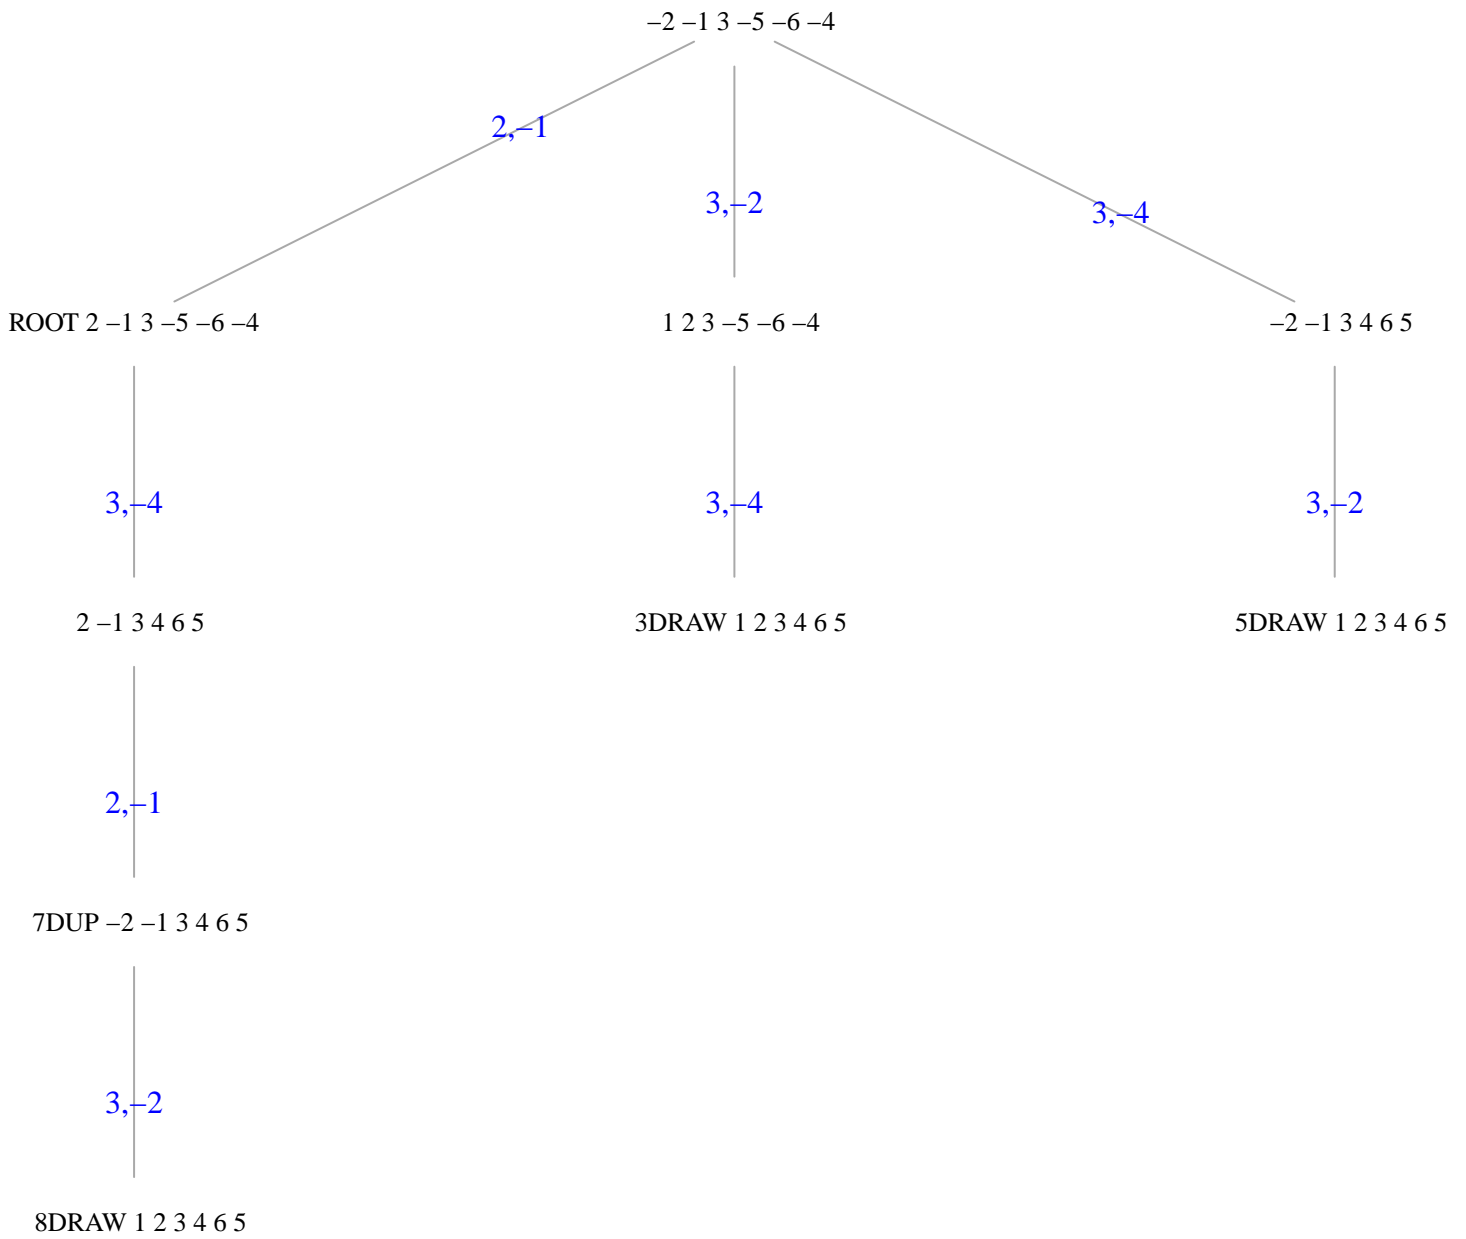 –2 –1 3 –5 –6 –4
2,–1
3,–2
3,–4
ROOT 2 –1 3 –5 –6 –4
1 2 3 –5 –6 –4
–2 –1 3 4 6 5
3,–4
3,–4
3,–2
2 –1 3 4 6 5
3DRAW 1 2 3 4 6 5
5DRAW 1 2 3 4 6 5
2,–1
7DUP –2 –1 3 4 6 5
3,–2
8DRAW 1 2 3 4 6 5